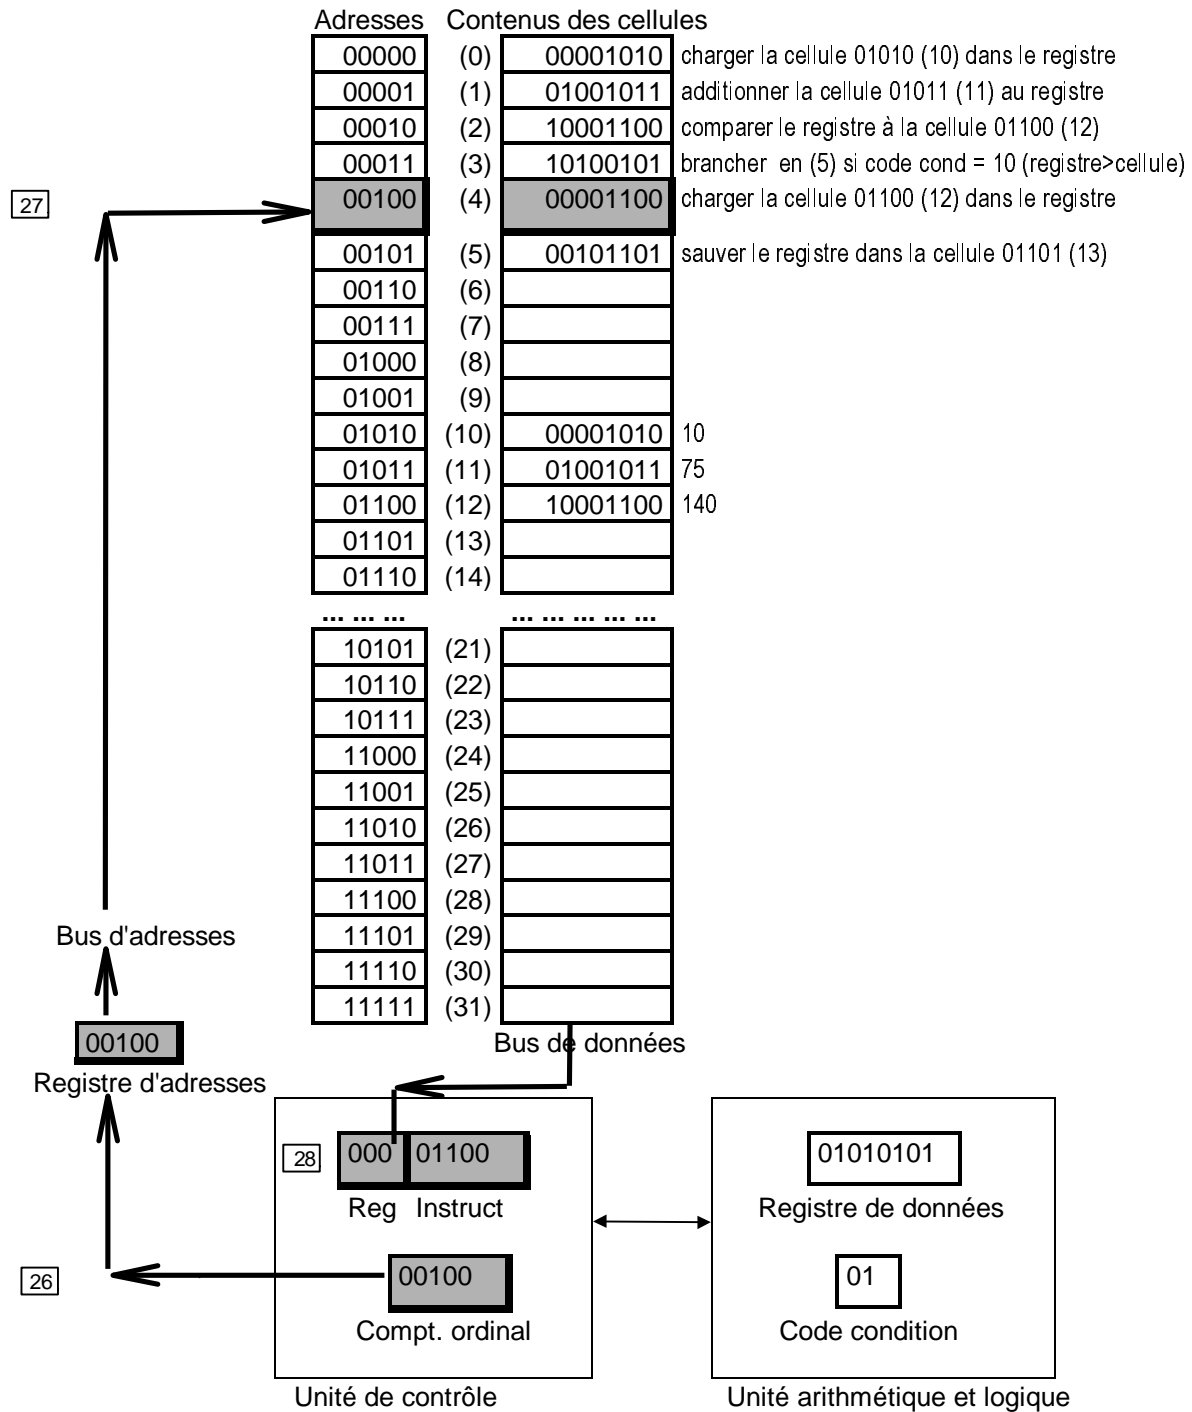 Adresses Contenus des cellules
00000 (0) 00001010 charger la cellule 01010 (10) dans le registre
00001 (1) 01001011 additionner la cellule 01011 (11) au registre
00010 (2) 10001100 comparer le registre à la cellule 01100 (12)
00011 (3) 10100101 brancher en (5) si code cond = 10 (registre>cellule)
27 00100 (4) 00001100 charger la cellule 01100 (12) dans le registre
00101 (5) 00101101 sauver le registre dans la cellule 01101 (13)
00110 (6)
00111 (7)
01000 (8)
01001 (9)
01010 (10) 00001010 10
01011 (11) 01001011 75
01100 (12) 10001100 140
01101 (13)
01110 (14)
... ... ... ... ... ... ... ...
10101 (21)
10110 (22)
10111 (23)
11000 (24)
11001 (25)
11010 (26)
11011 (27)
11100 (28)
Bus d'adresses 11101 (29)
11110 (30)
11111 (31)
00100 Bus de données
Registre d'adresses
28 000 01100 01010101
Reg Instruct Registre de données
26 00100 01
Compt. ordinal Code condition
Unité de contrôle Unité arithmétique et logique